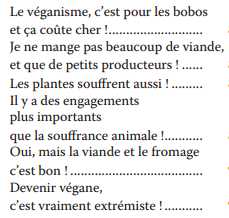 Le véganisme, c'est pour les bobos
et ça coûte cher !...........................
Je ne mange pas beaucoup de viande,
et que de petits producteurs ! ......
Les plantes souffrent aussi ! .........
Il y a des engagements
plus importants
que la souffrance animale !...........
Oui, mais la viande et le fromage
c'est bon ! ......................................
Devenir végane,
c'est vraiment extrémiste ! ...........